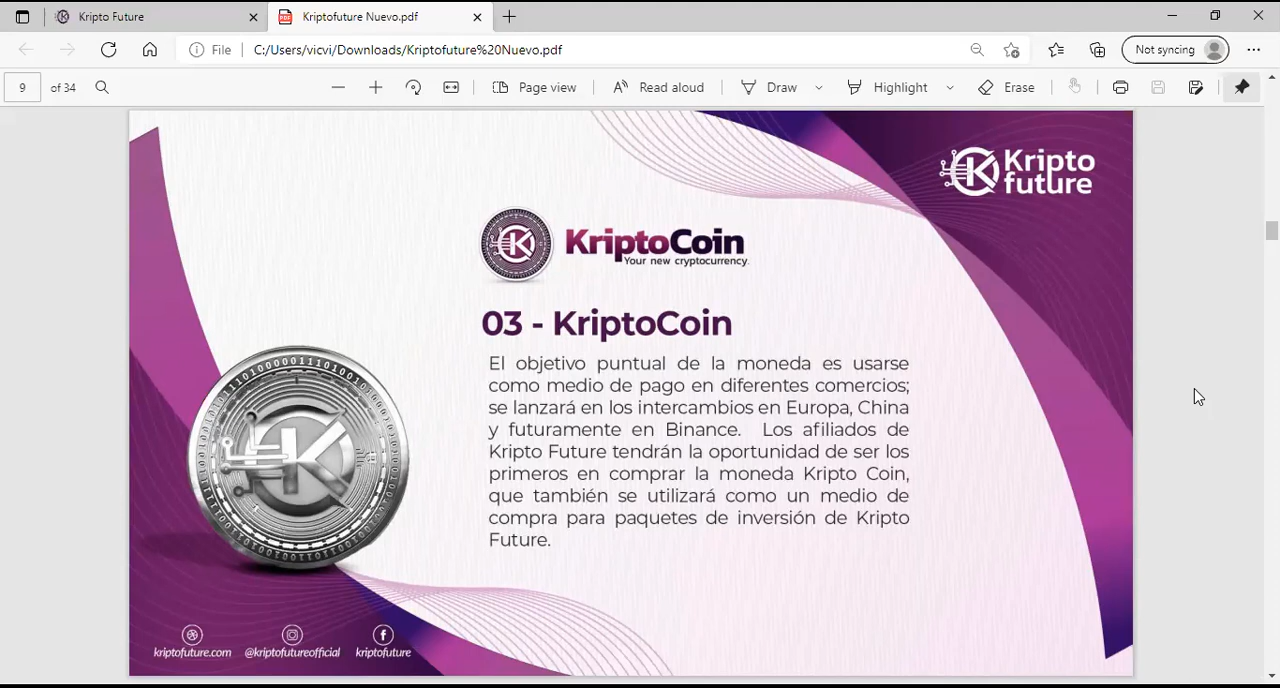 Kripto Future
Kriptofuture Nuevo.pdf
File
C:/Users/vicvi/Downloads/Kriptofuture%20Nuevo.pdf
Not syncing
9 of 34
Page view
Read aloud
Draw
Highlight
Erase
Kripto
future
KriptoCoin
Your new cryptocurrency.
03 - KriptoCoin
El objetivo puntual de la moneda es usarse
como medio de pago en diferentes comercios;
se lanzará en los intercambios en Europa, China
y futuramente en Binance. Los afiliados de
Kripto Future tendrán la oportunidad de ser los
primeros en comprar la moneda Kripto Coin,
que también se utilizará como un medio de
compra para paquetes de inversión de Kripto
Future.
kriptofuture.com
@kriptofutureofficial
kriptofuture